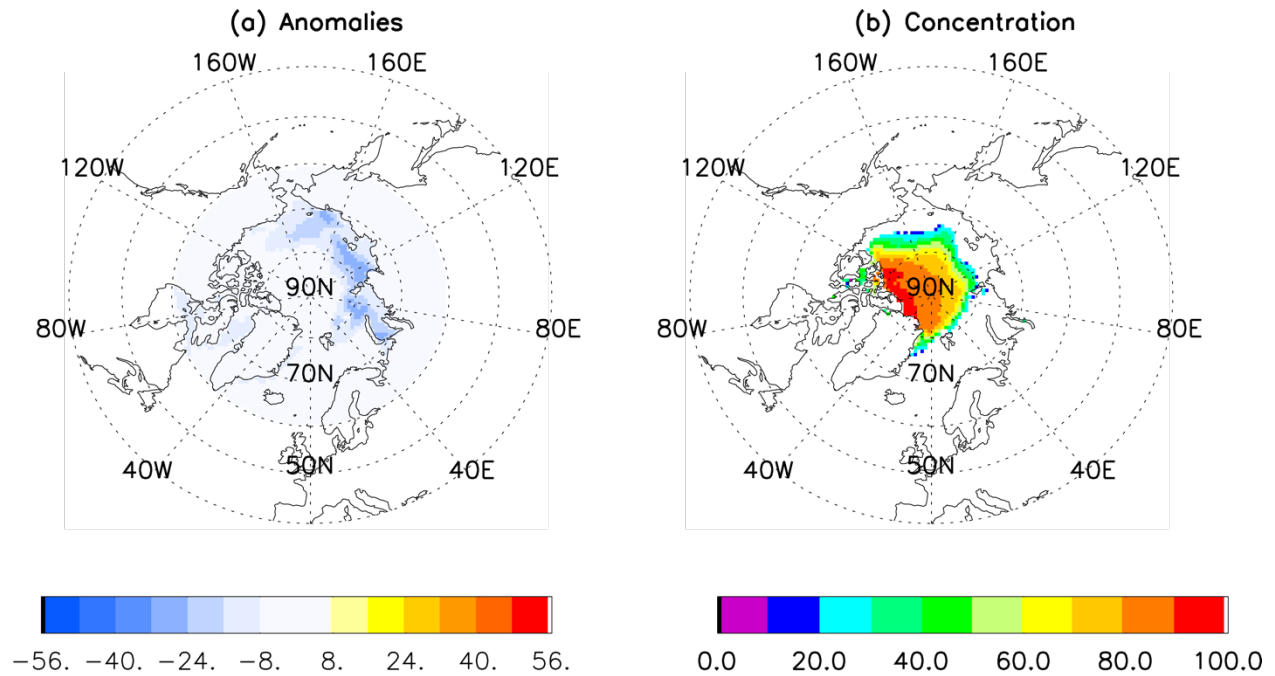 (a) Anomalies
160W 160E
120W 120E
90N
80W 80E
70N
50N
40W 40E
−56. −40. −24. −8. 8. 24. 40. 56.
(b) Concentration
160W 160E
120W 120E
90N
80W 80E
70N
50N
40W 40E
0.0 20.0 40.0 60.0 80.0 100.0